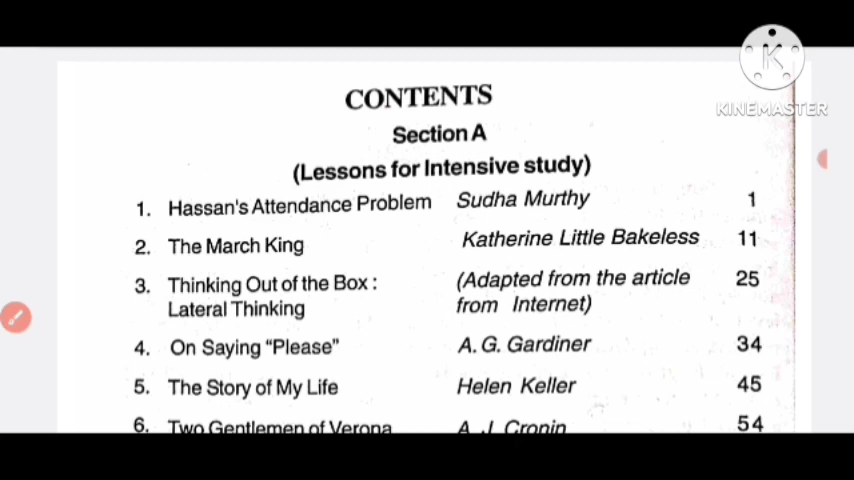 KINEMASTER
CONTENTS
Section A
(Lessons for Intensive study)
1. Hassan's Attendance Problem Sudha Murthy 1
2. The March King Katherine Little Bakeless 11
3. Thinking Out of the Box : (Adapted from the article 25
Lateral Thinking from Internet)
4. On Saying “Please” A. G. Gardiner 34
5. The Story of My Life Helen Keller 45
6. Two Gentlemen of Verona A. J. Cronin 54